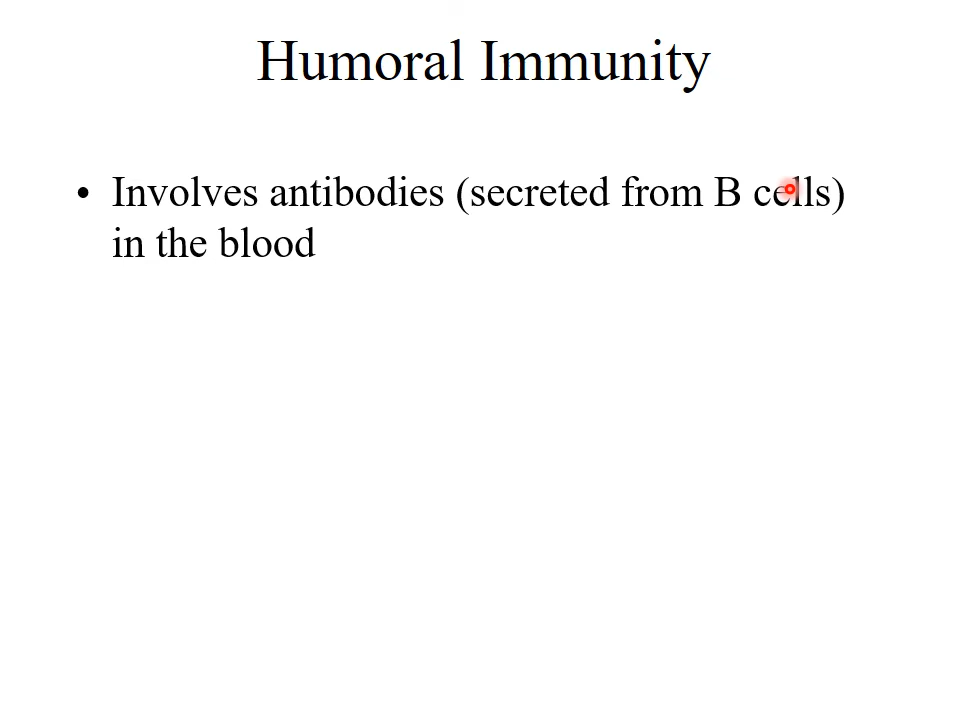 Humoral Immunity
• Involves antibodies (secreted from B cells)
in the blood